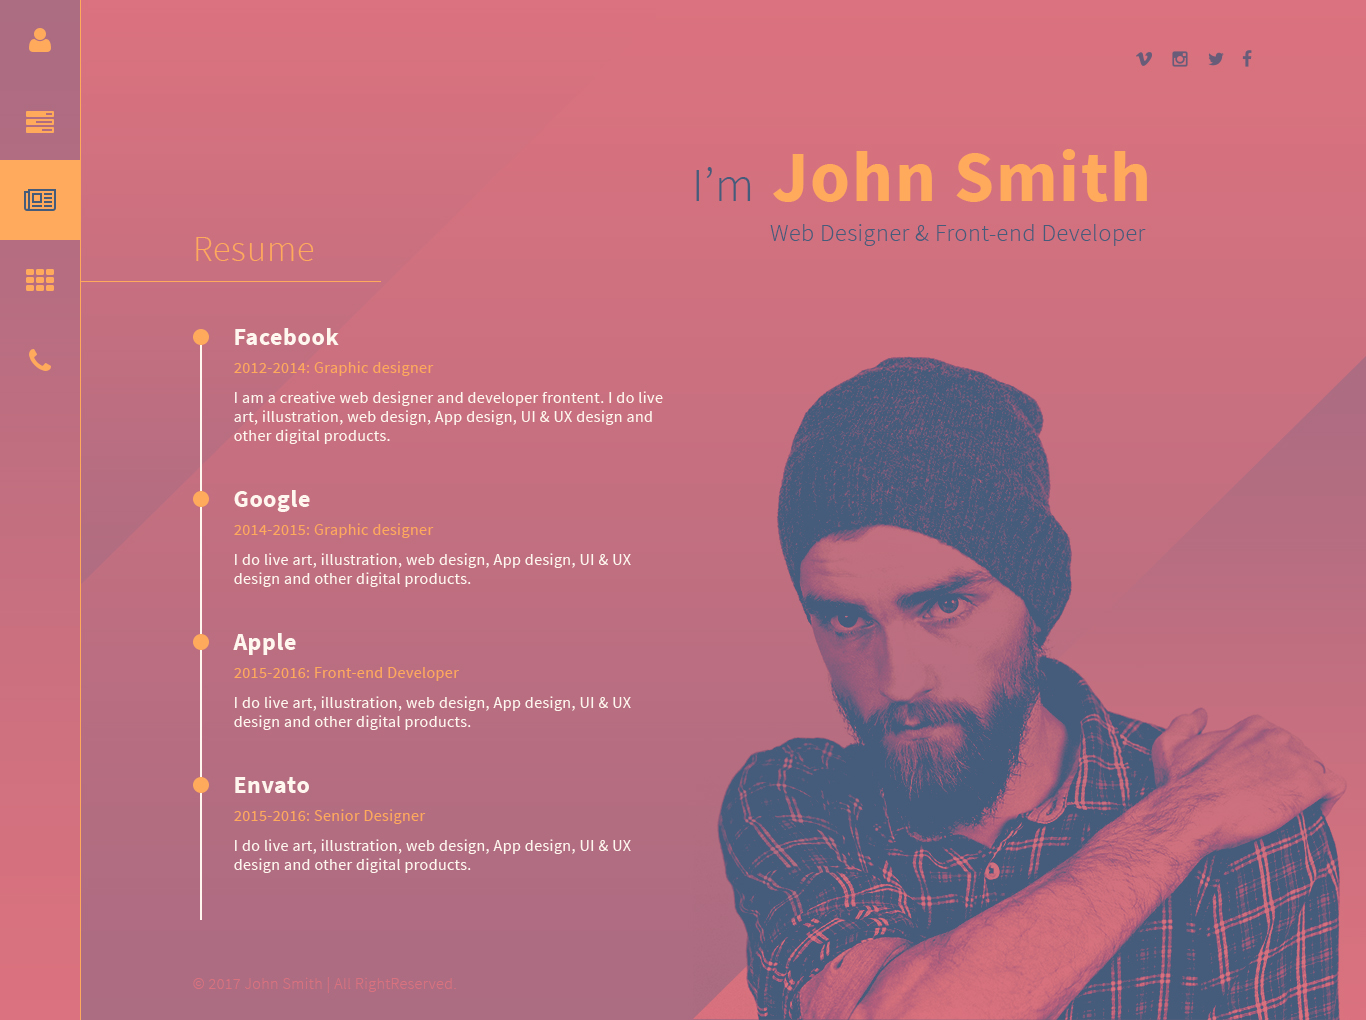 I’m John Smith
Web Designer & Front-end Developer
Resume
Facebook
2012-2014: Graphic designer
I am a creative web designer and developer frontent. I do live
art, illustration, web design, App design, UI & UX design and
other digital products.
Google
2014-2015: Graphic designer
I do live art, illustration, web design, App design, UI & UX
design and other digital products.
Apple
2015-2016: Front-end Developer
I do live art, illustration, web design, App design, UI & UX
design and other digital products.
Envato
2015-2016: Senior Designer
I do live art, illustration, web design, App design, UI & UX
design and other digital products.
© 2017 John Smith | All RightReserved.